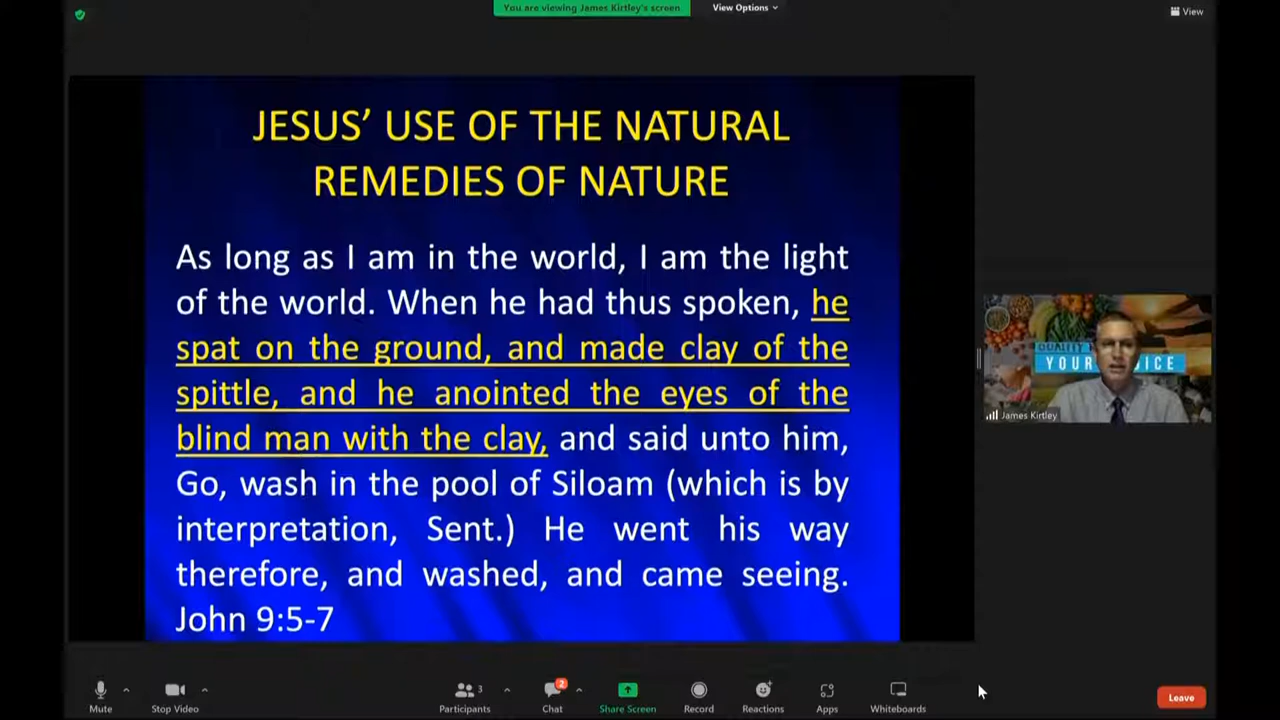 You are viewing James Kirtley's screen
View Options
View
JESUS’ USE OF THE NATURAL
REMEDIES OF NATURE
As long as I am in the world, I am the light
of the world. When he had thus spoken, he
spat on the ground, and made clay of the
spittle, and he anointed the eyes of the
blind man with the clay, and said unto him,
Go, wash in the pool of Siloam (which is by
interpretation, Sent.) He went his way
therefore, and washed, and came seeing.
John 9:5-7
YOUR
James Kirtley
Mute
Stop Video
Participants
3
Chat
2
Share Screen
Record
Reactions
Apps
Whiteboards
Leave